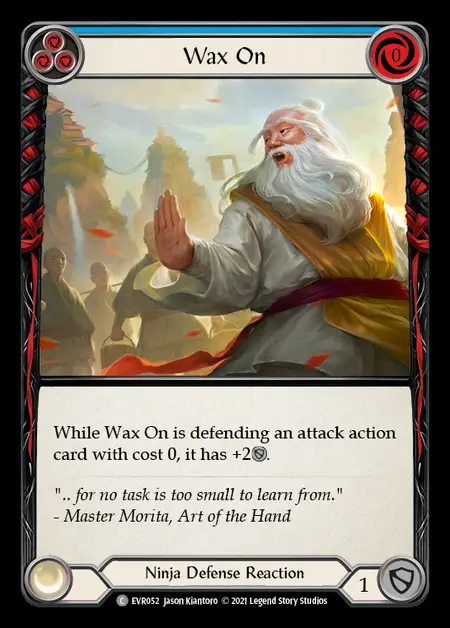 Wax On
0
While Wax On is defending an attack action
card with cost 0, it has +2.
".. for no task is too small to learn from."
- Master Morita, Art of the Hand
Ninja Defense Reaction
1
C EVR052 Jason Kiantoro © 2021 Legend Story Studios